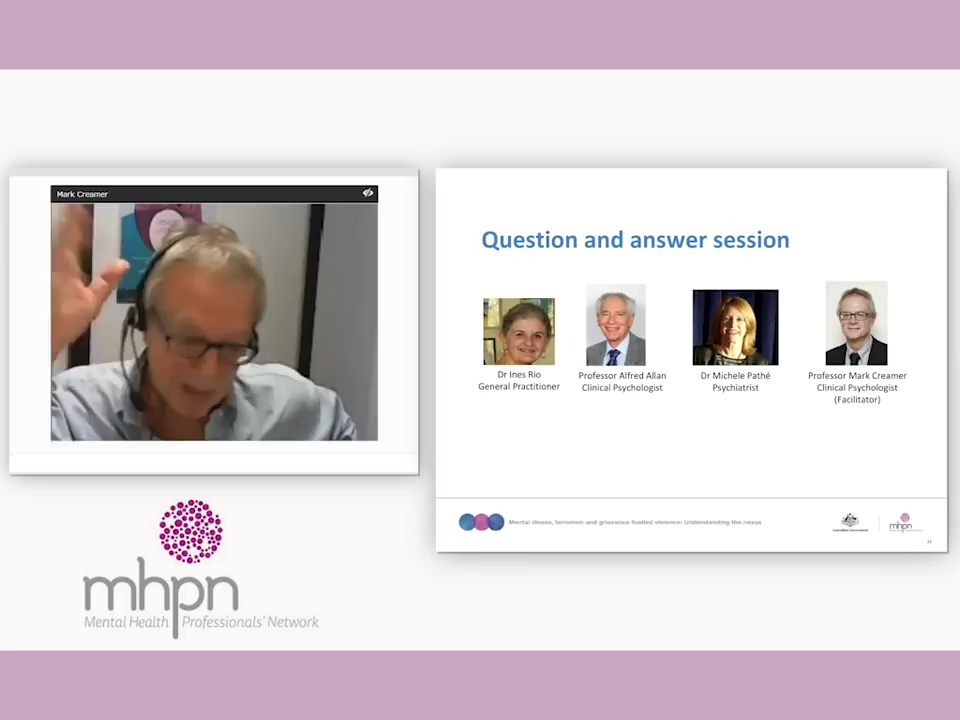 Mark Creamer
Question and answer session
Dr Ines Rio
General Practitioner
Professor Alfred Allan
Clinical Psychologist
Dr Michele Pathé
Psychiatrist
Professor Mark Creamer
Clinical Psychologist
(Facilitator)
Mental illness, terrorism and grievance-fuelled violence: Understanding the nexus
Australian Government
mhpn
mhpn
Mental Health Professionals' Network